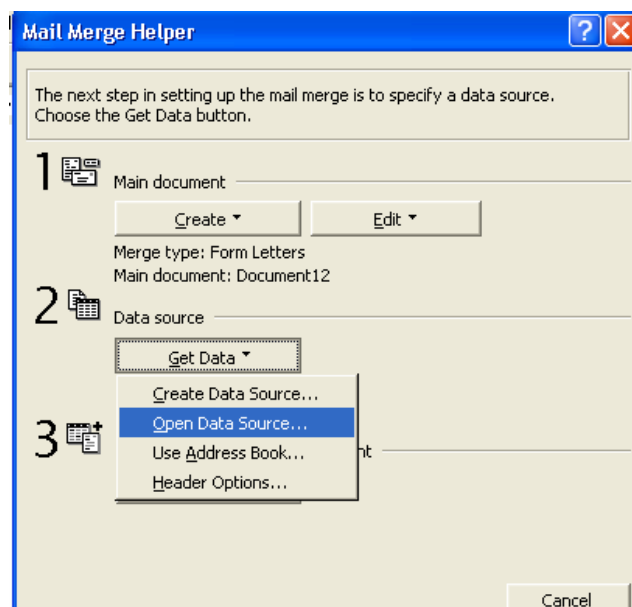 Mail Merge Helper
The next step in setting up the mail merge is to specify a data source.
Choose the Get Data button.
1
Main document
Create
Edit
Merge type: Form Letters
Main document: Document12
2
Data source
Get Data
Create Data Source...
Open Data Source...
Use Address Book...
Header Options...
3
Cancel